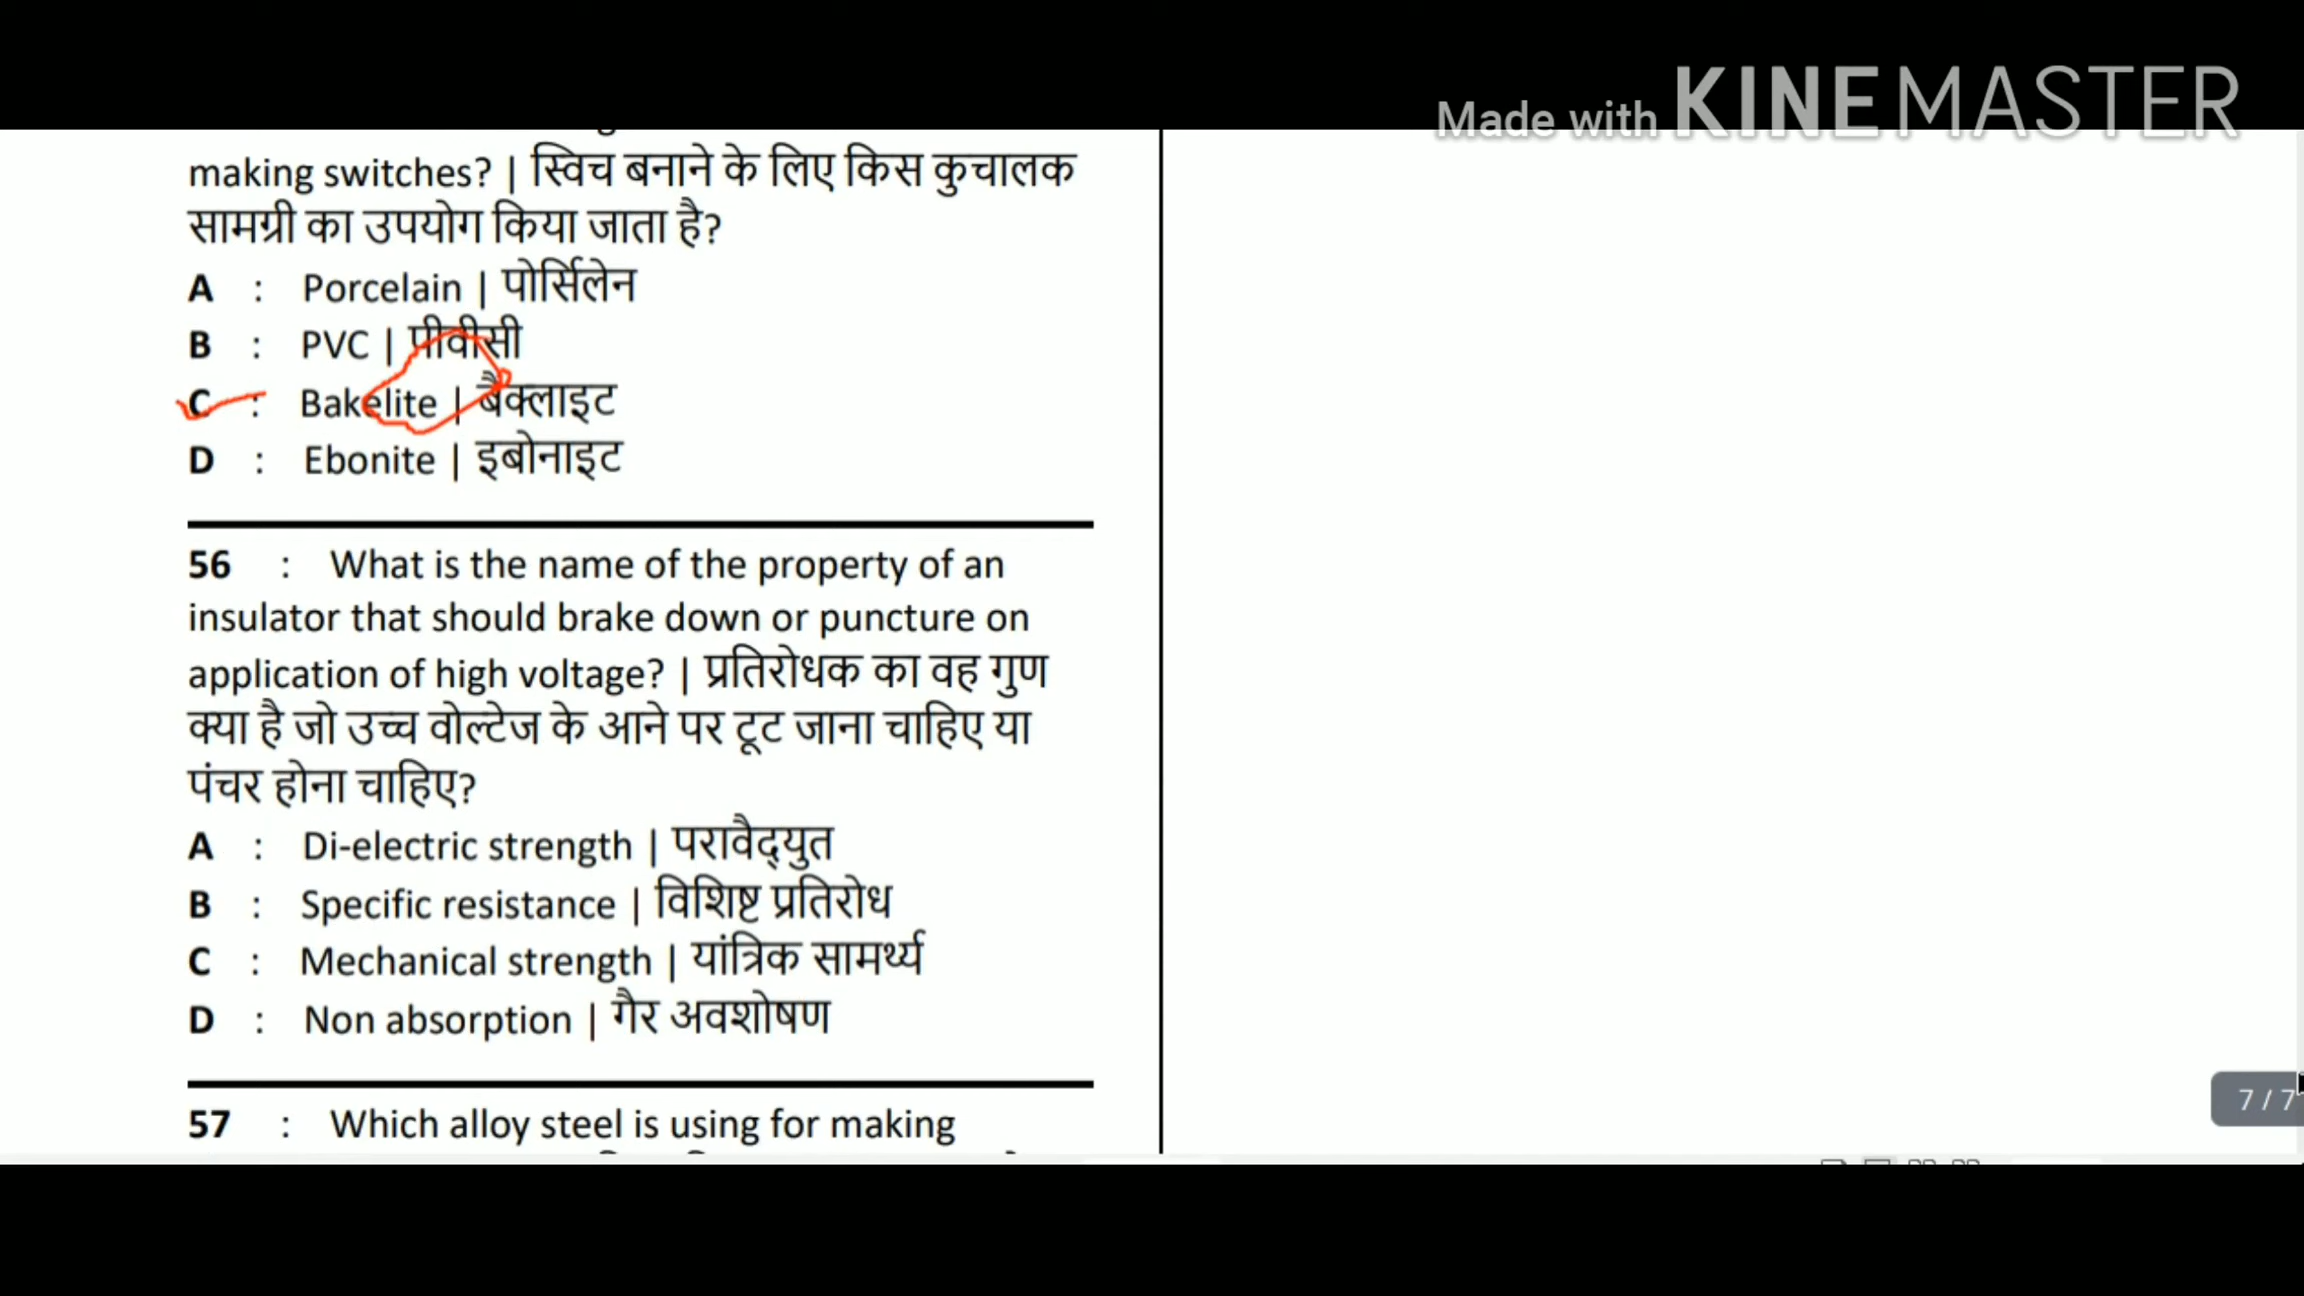 Made with KINEMASTER
making switches? | स्विच बनाने के लिए किस कुचालक
सामग्री का उपयोग किया जाता है?
A : Porcelain | पोर्सिलेन
B : PVC | पीवीसी
C : Bakelite | बैक्लाइट
D : Ebonite | इबोनाइट
56 : What is the name of the property of an
insulator that should brake down or puncture on
application of high voltage? | प्रतिरोधक का वह गुण
क्या है जो उच्च वोल्टेज के आने पर टूट जाना चाहिए या
पंचर होना चाहिए?
A : Di-electric strength | परावैद्युत
B : Specific resistance | विशिष्ट प्रतिरोध
C : Mechanical strength | यांत्रिक सामर्थ्य
D : Non absorption | गैर अवशोषण
57 : Which alloy steel is using for making
7 / 7